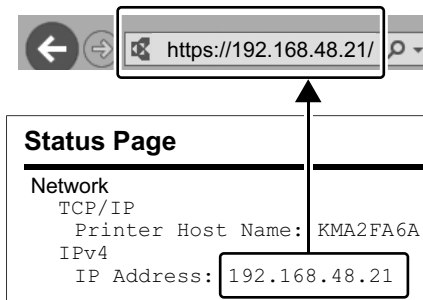 https://192.168.48.21/
Status Page
Network
TCP/IP
Printer Host Name: KMA2FA6A
IPv4
IP Address: 192.168.48.21